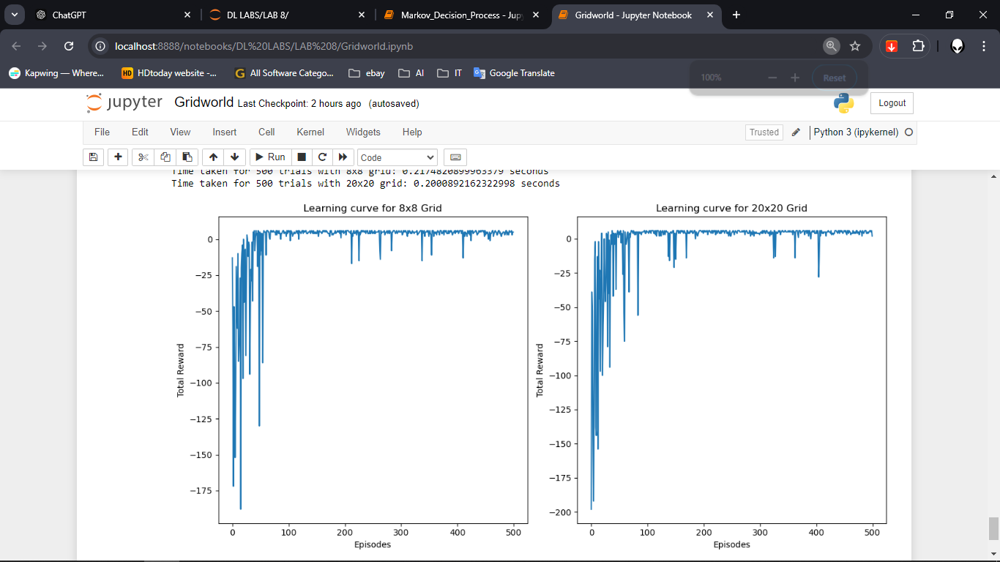 ChatGPT
DL LABS/LAB 8/
Markov_Decision_Process - Jup
Gridworld - Jupyter Notebook
localhost:8888/notebooks/DL%20LABS/LAB%208/Gridworld.ipynb
Kapwing — Where...
HD HDtoday website -...
G All Software Catego...
ebay
AI
IT
Google Translate
100%
Reset
jupyter Gridworld Last Checkpoint: 2 hours ago (autosaved)
Logout
File Edit View Insert Cell Kernel Widgets Help
Trusted
Python 3 (ipykernel)
Run
Code
Time taken for 500 trials with 8x8 grid: 0.2174820899963379 seconds
Time taken for 500 trials with 20x20 grid: 0.2000892162322998 seconds
Learning curve for 8x8 Grid
0
−25
−50
−75
−100
−125
−150
−175
Total Reward
0 100 200 300 400 500
Episodes
Learning curve for 20x20 Grid
0
−25
−50
−75
−100
−125
−150
−175
−200
Total Reward
0 100 200 300 400 500
Episodes